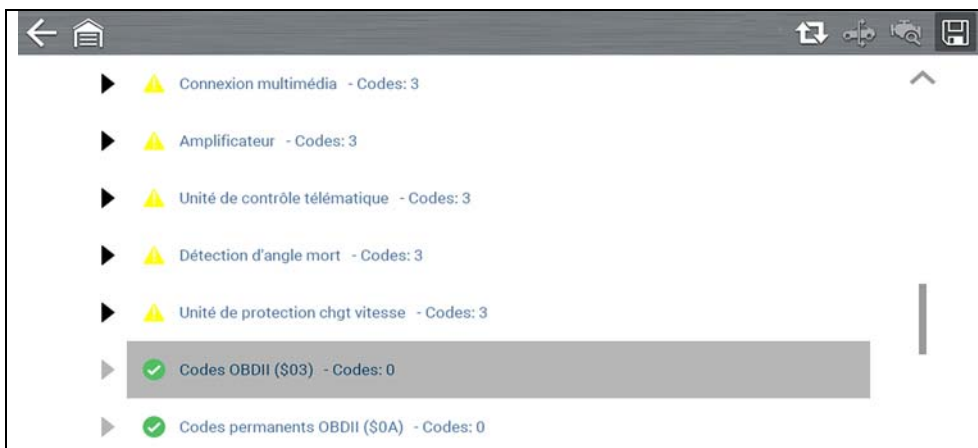 Connexion multimédia - Codes: 3
Amplificateur - Codes: 3
Unité de contrôle télématique - Codes: 3
Détection d'angle mort - Codes: 3
Unité de protection chgt vitesse - Codes: 3
Codes OBDII ($03) - Codes: 0
Codes permanents OBDII ($0A) - Codes: 0